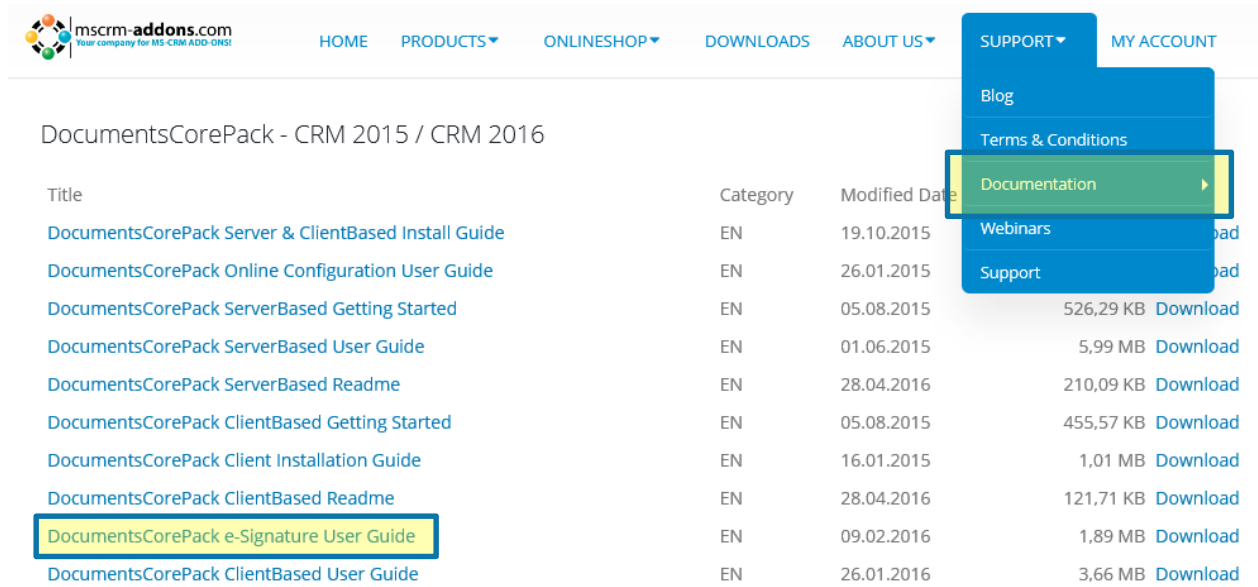 mscrm-addons.com
Your company for MS-CRM ADD-ONS!
HOME PRODUCTS ONLINESHOP DOWNLOADS ABOUT US SUPPORT MY ACCOUNT
Blog
Terms & Conditions
Documentation
Webinars
Support
DocumentsCorePack - CRM 2015 / CRM 2016
Title Category Modified Date
DocumentsCorePack Server & ClientBased Install Guide EN 19.10.2015
DocumentsCorePack Online Configuration User Guide EN 26.01.2015
DocumentsCorePack ServerBased Getting Started EN 05.08.2015 526,29 KB Download
DocumentsCorePack ServerBased User Guide EN 01.06.2015 5,99 MB Download
DocumentsCorePack ServerBased Readme EN 28.04.2016 210,09 KB Download
DocumentsCorePack ClientBased Getting Started EN 05.08.2015 455,57 KB Download
DocumentsCorePack Client Installation Guide EN 16.01.2015 1,01 MB Download
DocumentsCorePack ClientBased Readme EN 28.04.2016 121,71 KB Download
DocumentsCorePack e-Signature User Guide EN 09.02.2016 1,89 MB Download
DocumentsCorePack ClientBased User Guide EN 26.01.2016 3,66 MB Download